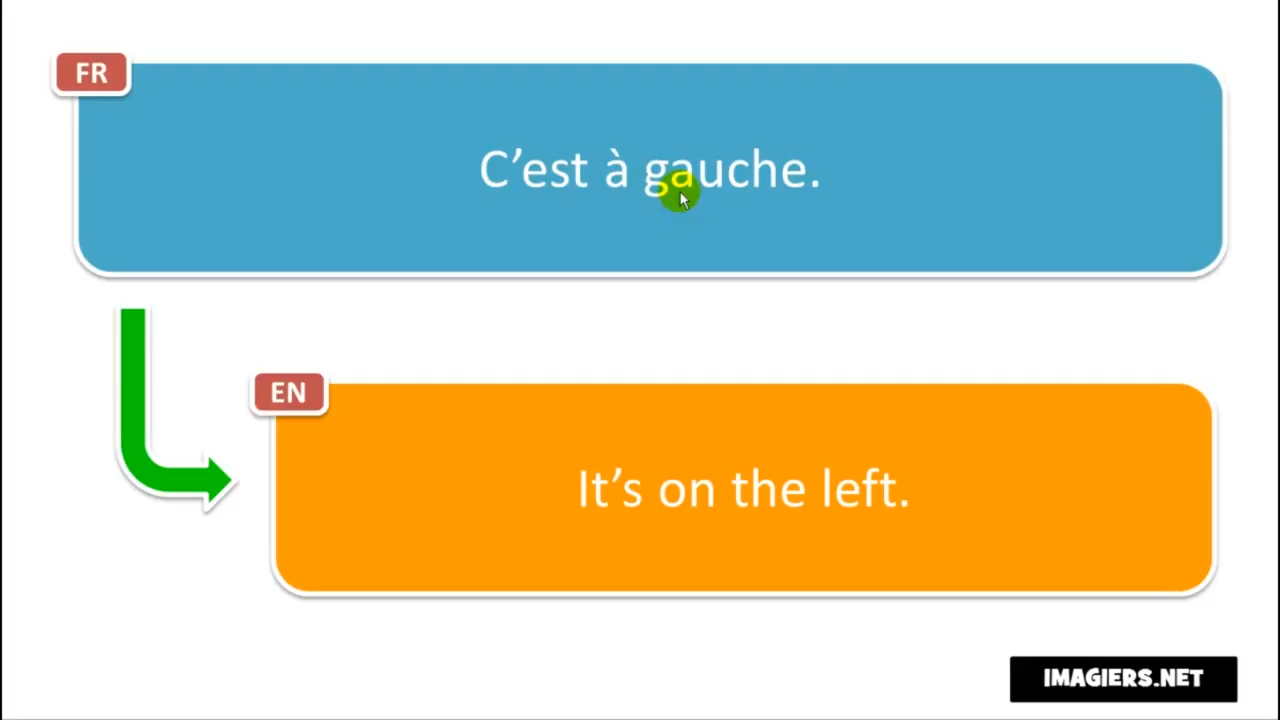 FR
C’est à gauche.
EN
It’s on the left.
IMAGIERS.NET